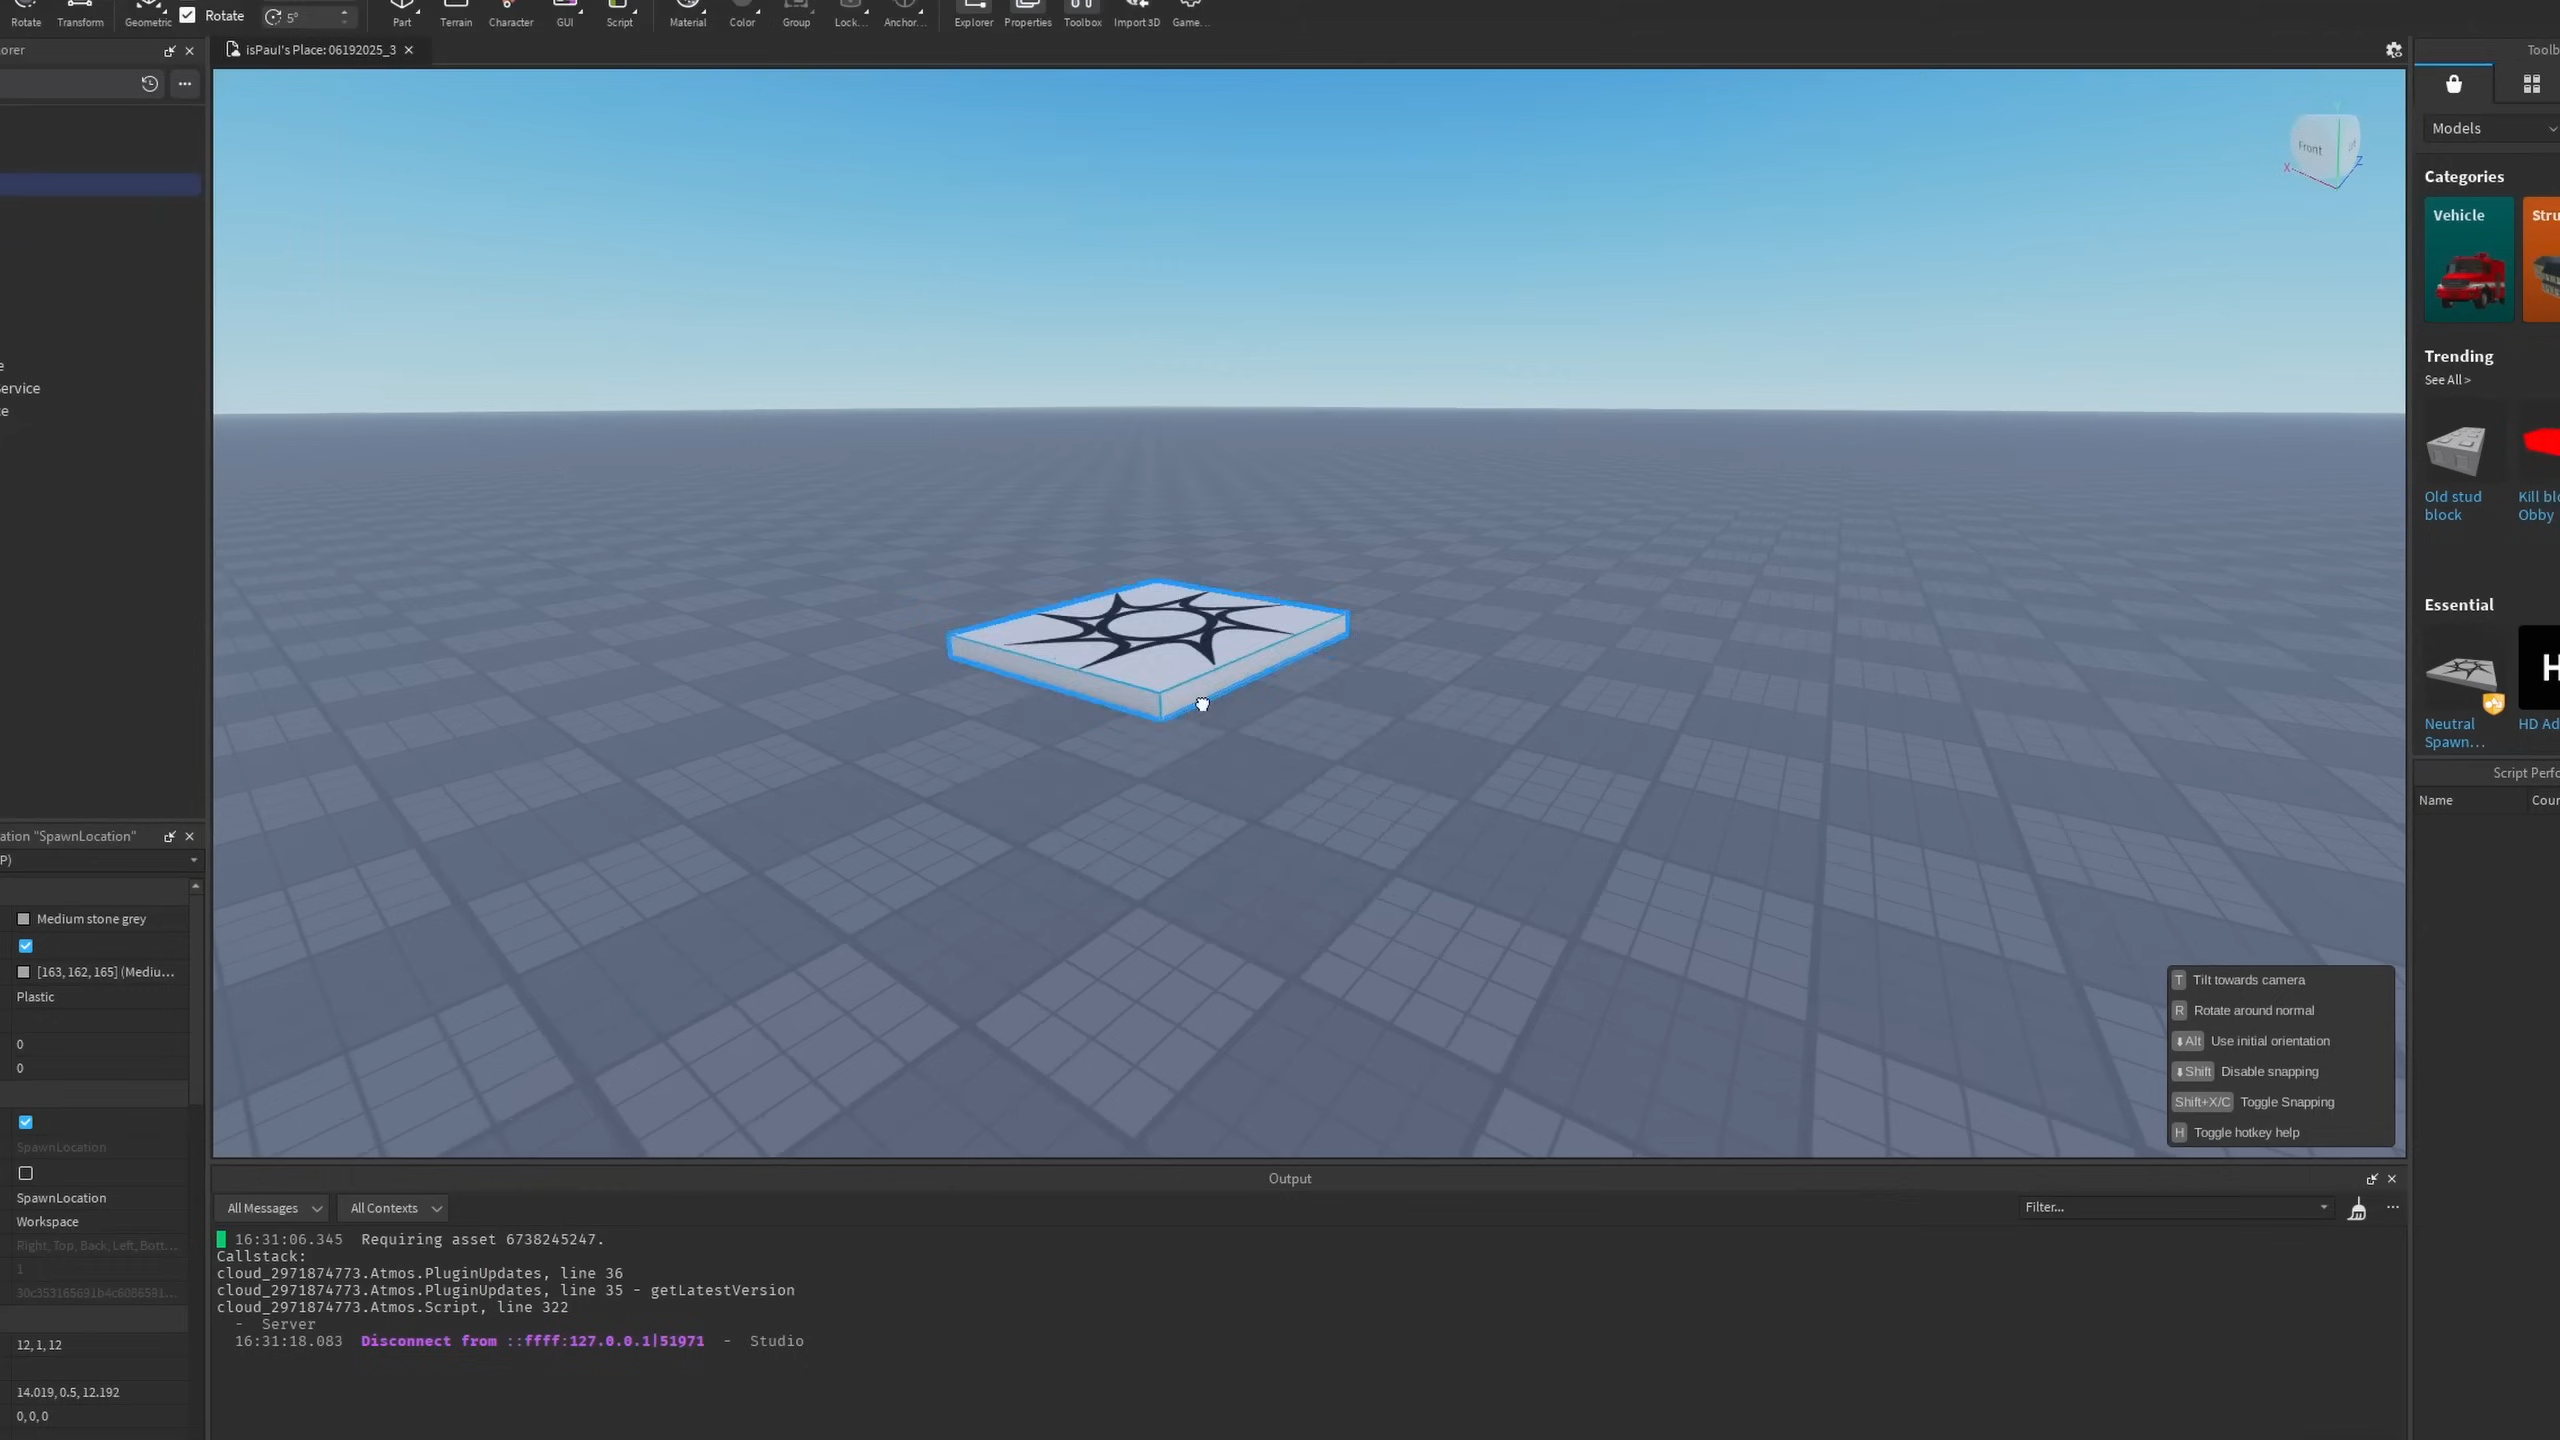 Rotate
Transform
Geometric
Rotate
5°
Part
Terrain
Character
GUI
Script
Material
Color
Group
Lock...
Anchor...
Explorer
Properties
Toolbox
Import 3D
Game...
orer
isPaul's Place: 06192025_3
Toolb
Models
Front
X
Z
Categories
Vehicle
Stru
Trending
See All >
Old stud
block
Kill blo
Obby
e
Service
ce
Essential
Neutral
Spawn...
HD Ad
Script Perfo
Name
Cour
ation "SpawnLocation"
P)
Medium stone grey
[163, 162, 165] (Mediu...
Plastic
0
0
SpawnLocation
SpawnLocation
Workspace
Right, Top, Back, Left, Bott...
1
12, 1, 12
14.019, 0.5, 12.192
0, 0, 0
T Tilt towards camera
R Rotate around normal
Alt Use initial orientation
Shift Disable snapping
Shift+X/C Toggle Snapping
H Toggle hotkey help
Output
All Messages
All Contexts
Filter...
16:31:06.345 Requiring asset 6738245247.
Callstack:
cloud_2971874773.Atmos.PluginUpdates, line 36
cloud_2971874773.Atmos.PluginUpdates, line 35 - getLatestVersion
cloud_2971874773.Atmos.Script, line 322
- Server
16:31:18.083 Disconnect from ::ffff:127.0.0.1|51971 - Studio